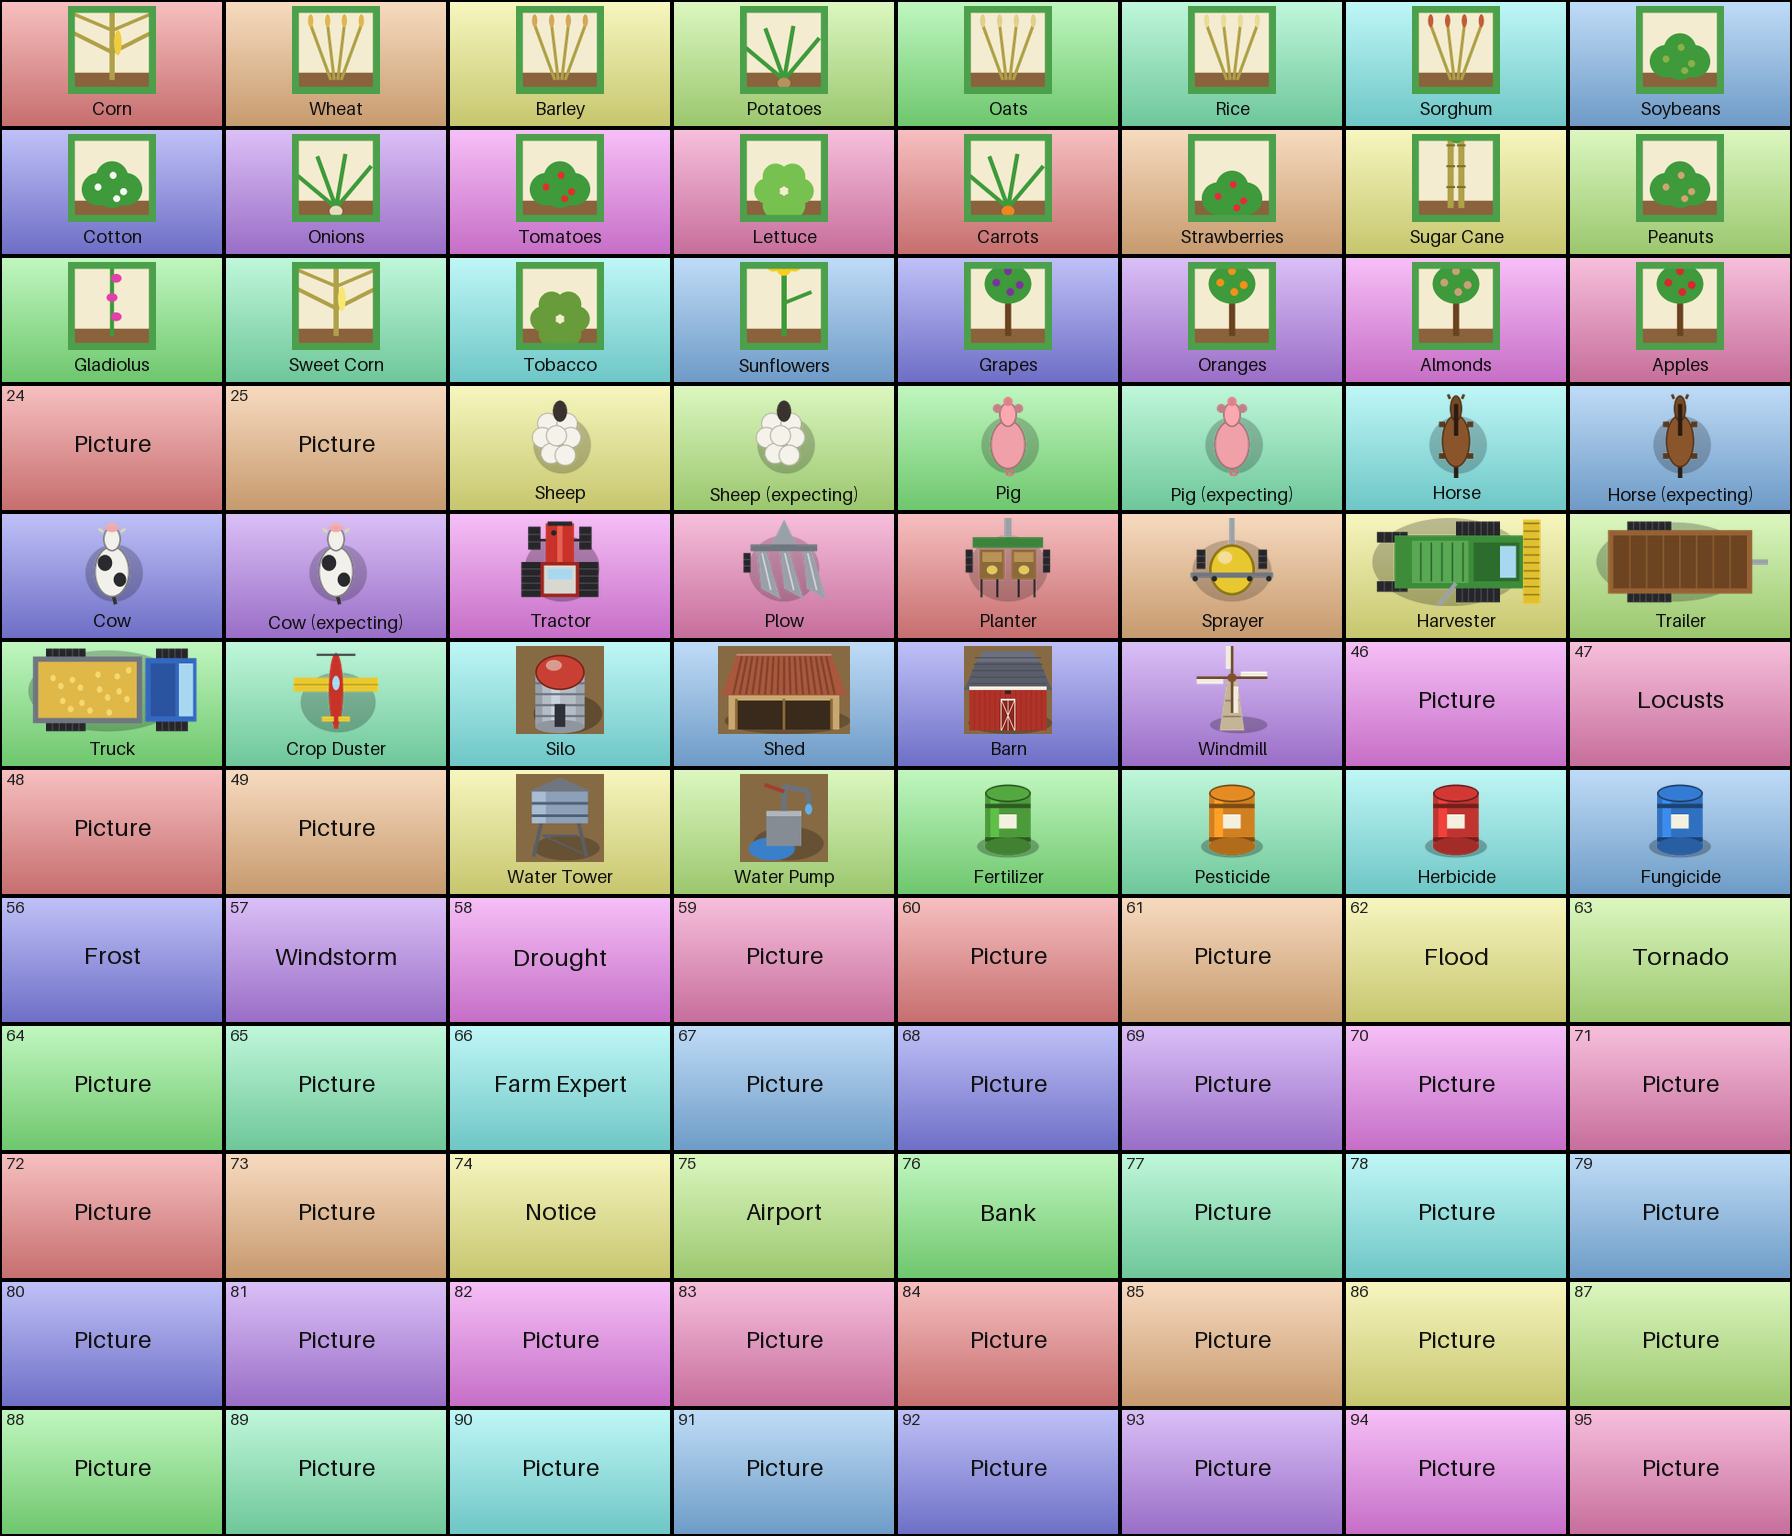 Corn
Wheat
Barley
Potatoes
Oats
Rice
Sorghum
Soybeans
Cotton
Onions
Tomatoes
Lettuce
Carrots
Strawberries
Sugar Cane
Peanuts
Gladiolus
Sweet Corn
Tobacco
Sunflowers
Grapes
Oranges
Almonds
Apples
24
Picture
25
Picture
Sheep
Sheep (expecting)
Pig
Pig (expecting)
Horse
Horse (expecting)
Cow
Cow (expecting)
Tractor
Plow
Planter
Sprayer
Harvester
Trailer
Truck
Crop Duster
Silo
Shed
Barn
Windmill
46
Picture
47
Locusts
48
Picture
49
Picture
Water Tower
Water Pump
Fertilizer
Pesticide
Herbicide
Fungicide
56
Frost
57
Windstorm
58
Drought
59
Picture
60
Picture
61
Picture
62
Flood
63
Tornado
64
Picture
65
Picture
66
Farm Expert
67
Picture
68
Picture
69
Picture
70
Picture
71
Picture
72
Picture
73
Picture
74
Notice
75
Airport
76
Bank
77
Picture
78
Picture
79
Picture
80
Picture
81
Picture
82
Picture
83
Picture
84
Picture
85
Picture
86
Picture
87
Picture
88
Picture
89
Picture
90
Picture
91
Picture
92
Picture
93
Picture
94
Picture
95
Picture